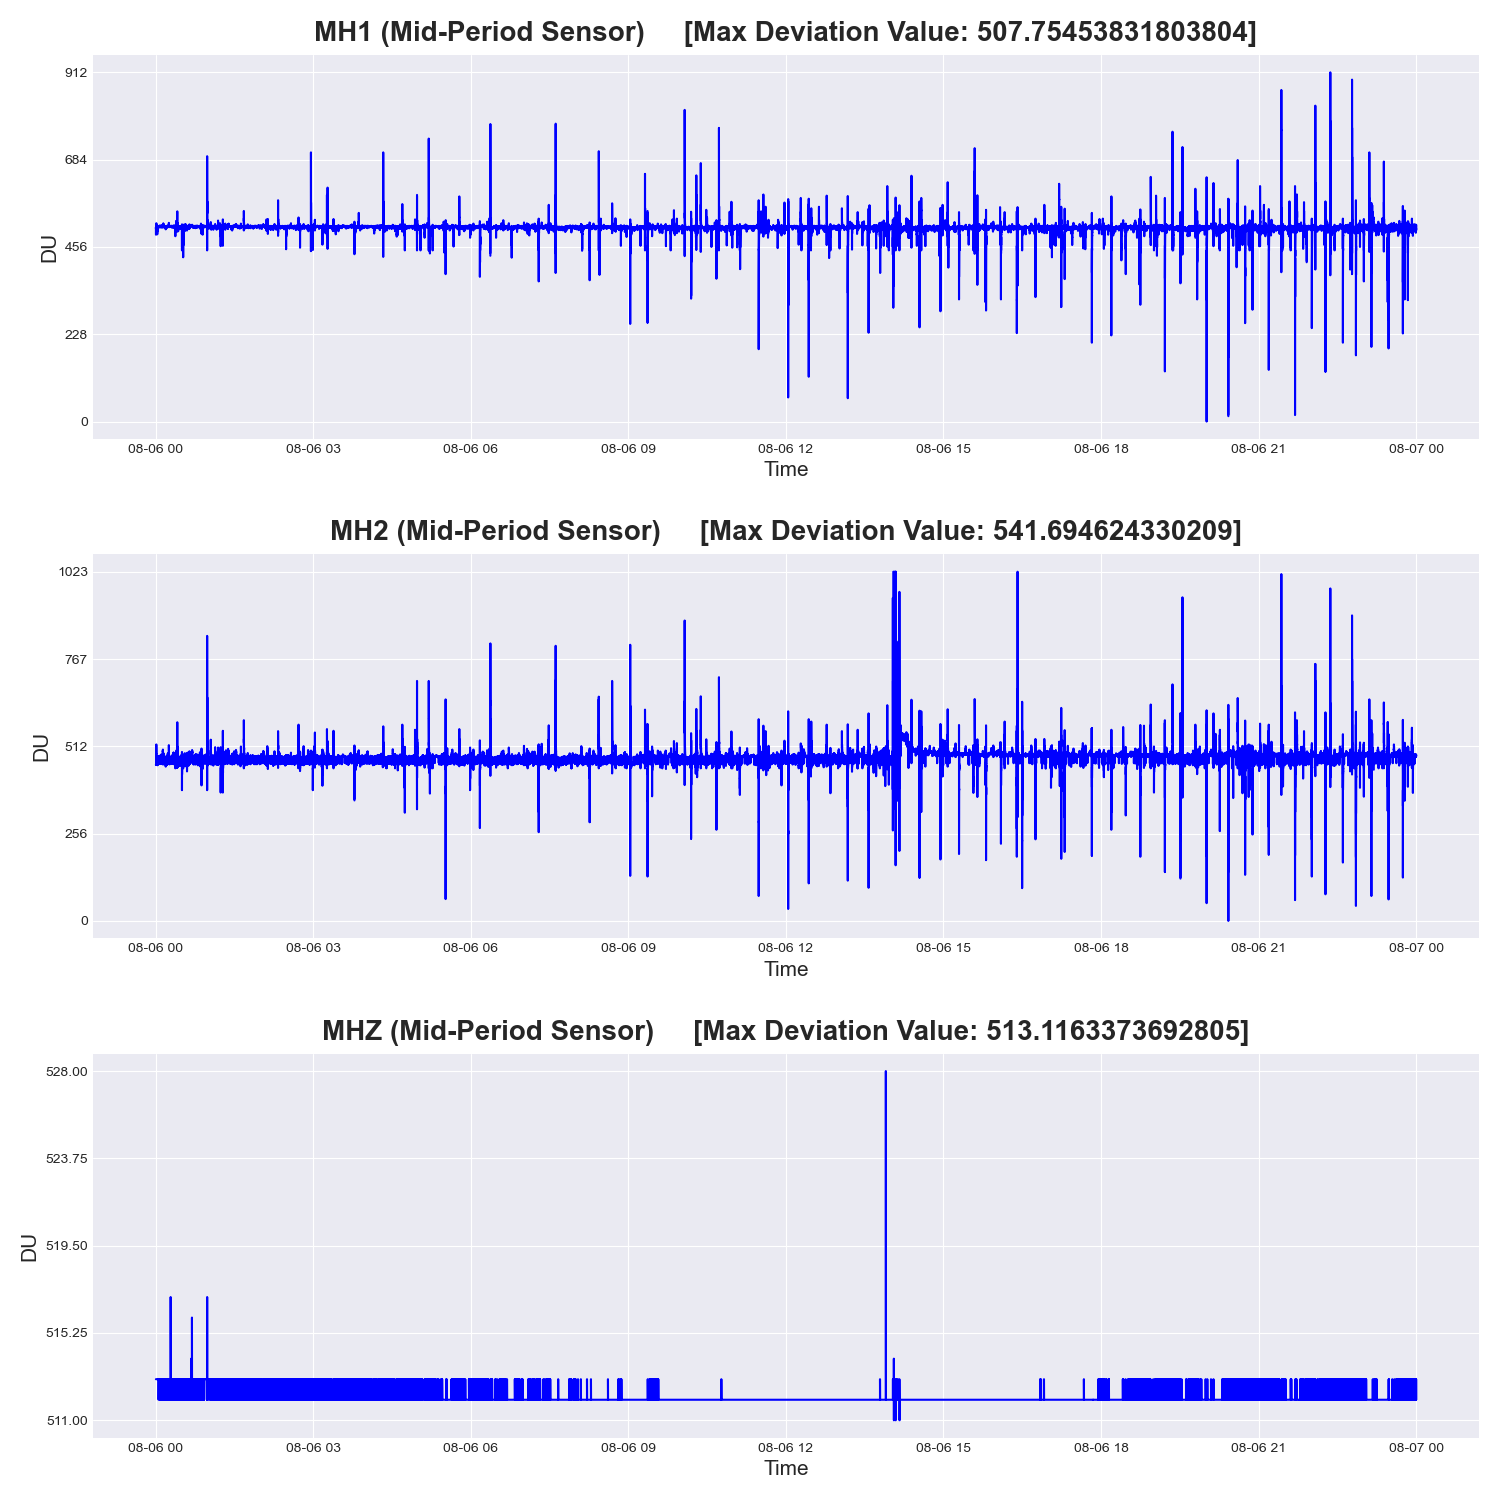 MH1 (Mid-Period Sensor) [Max Deviation Value: 507.75453831803804]
912
684
456
228
0
DU
08-06 00 08-06 03 08-06 06 08-06 09 08-06 12 08-06 15 08-06 18 08-06 21 08-07 00
Time
MH2 (Mid-Period Sensor) [Max Deviation Value: 541.694624330209]
1023
767
512
256
0
DU
08-06 00 08-06 03 08-06 06 08-06 09 08-06 12 08-06 15 08-06 18 08-06 21 08-07 00
Time
MHZ (Mid-Period Sensor) [Max Deviation Value: 513.1163373692805]
528.00
523.75
519.50
515.25
511.00
DU
08-06 00 08-06 03 08-06 06 08-06 09 08-06 12 08-06 15 08-06 18 08-06 21 08-07 00
Time